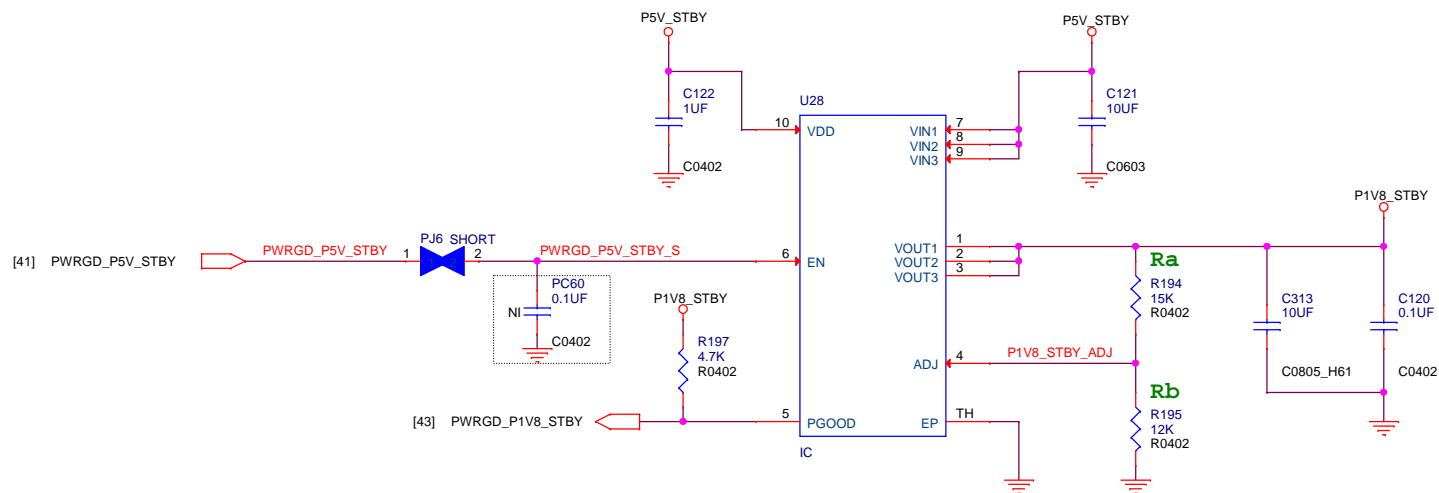 P5V_STBY
P5V_STBY
C122
1UF
C0402
U28
C121
10UF
C0603
10
VDD
VIN1
7
VIN2
8
VIN3
9
P1V8_STBY
[41] PWRGD_P5V_STBY
PWRGD_P5V_STBY
PJ6 SHORT
1
1 2
2
PWRGD_P5V_STBY_S
6
EN
VOUT1
1
VOUT2
2
VOUT3
3
Ra
R194
15K
R0402
PC60
0.1UF
NI
C0402
P1V8_STBY
R197
4.7K
R0402
C313
10UF
C0805_H61
C120
0.1UF
C0402
ADJ
4
P1V8_STBY_ADJ
Rb
R195
12K
R0402
[43] PWRGD_P1V8_STBY
5
PGOOD
EP
TH
IC